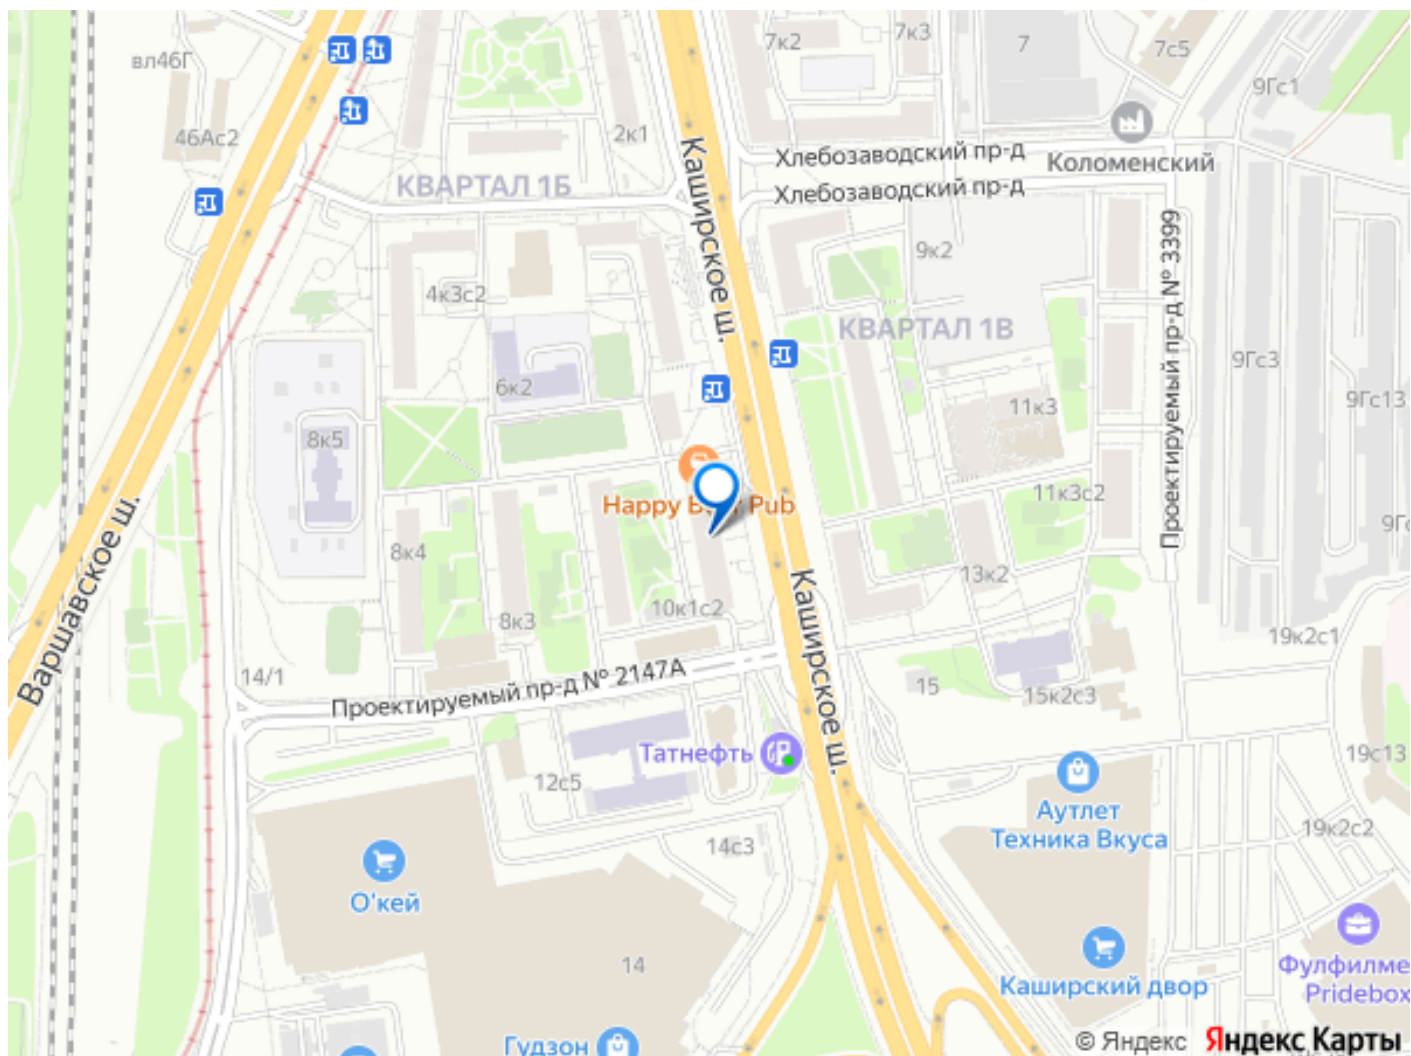 7к2
7к3
7
7с5
вл46Г
9Гс1
46Ас2
2к1
Хлебозаводский пр-д
Коломенский
КВАРТАЛ 1Б
Хлебозаводский пр-д
Каширское ш.
Проектируемый пр-д № 3399
9к2
4к3с2
КВАРТАЛ 1В
9Гс3
6к2
11к3
9Гс13
8к5
Happy
Pub
11к3с2
8к4
13к2
Варшавское ш.
Каширское ш.
10к1с2
8к3
19к2с1
14/1
Проектируемый пр-д № 2147А
15
15к2с3
Татнефть
19с13
12с5
Аутлет
Техника Вкуса
19к2с2
14с3
О'кей
14
Каширский двор
Фулфилме
Pridebox
Гудзон
© Яндекс Яндекс Карты